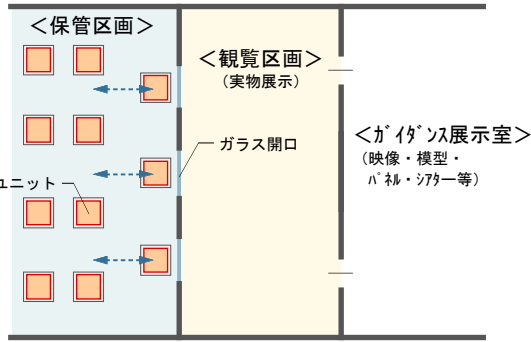 ＜保管区画＞
＜観覧区画＞
（実物展示）
ガラス開口
＜ｶﾞｲﾀﾞﾝｽ展示室＞
（映像・模型・
ﾊﾟﾈﾙ・ｼｱﾀｰ等）
ユニット